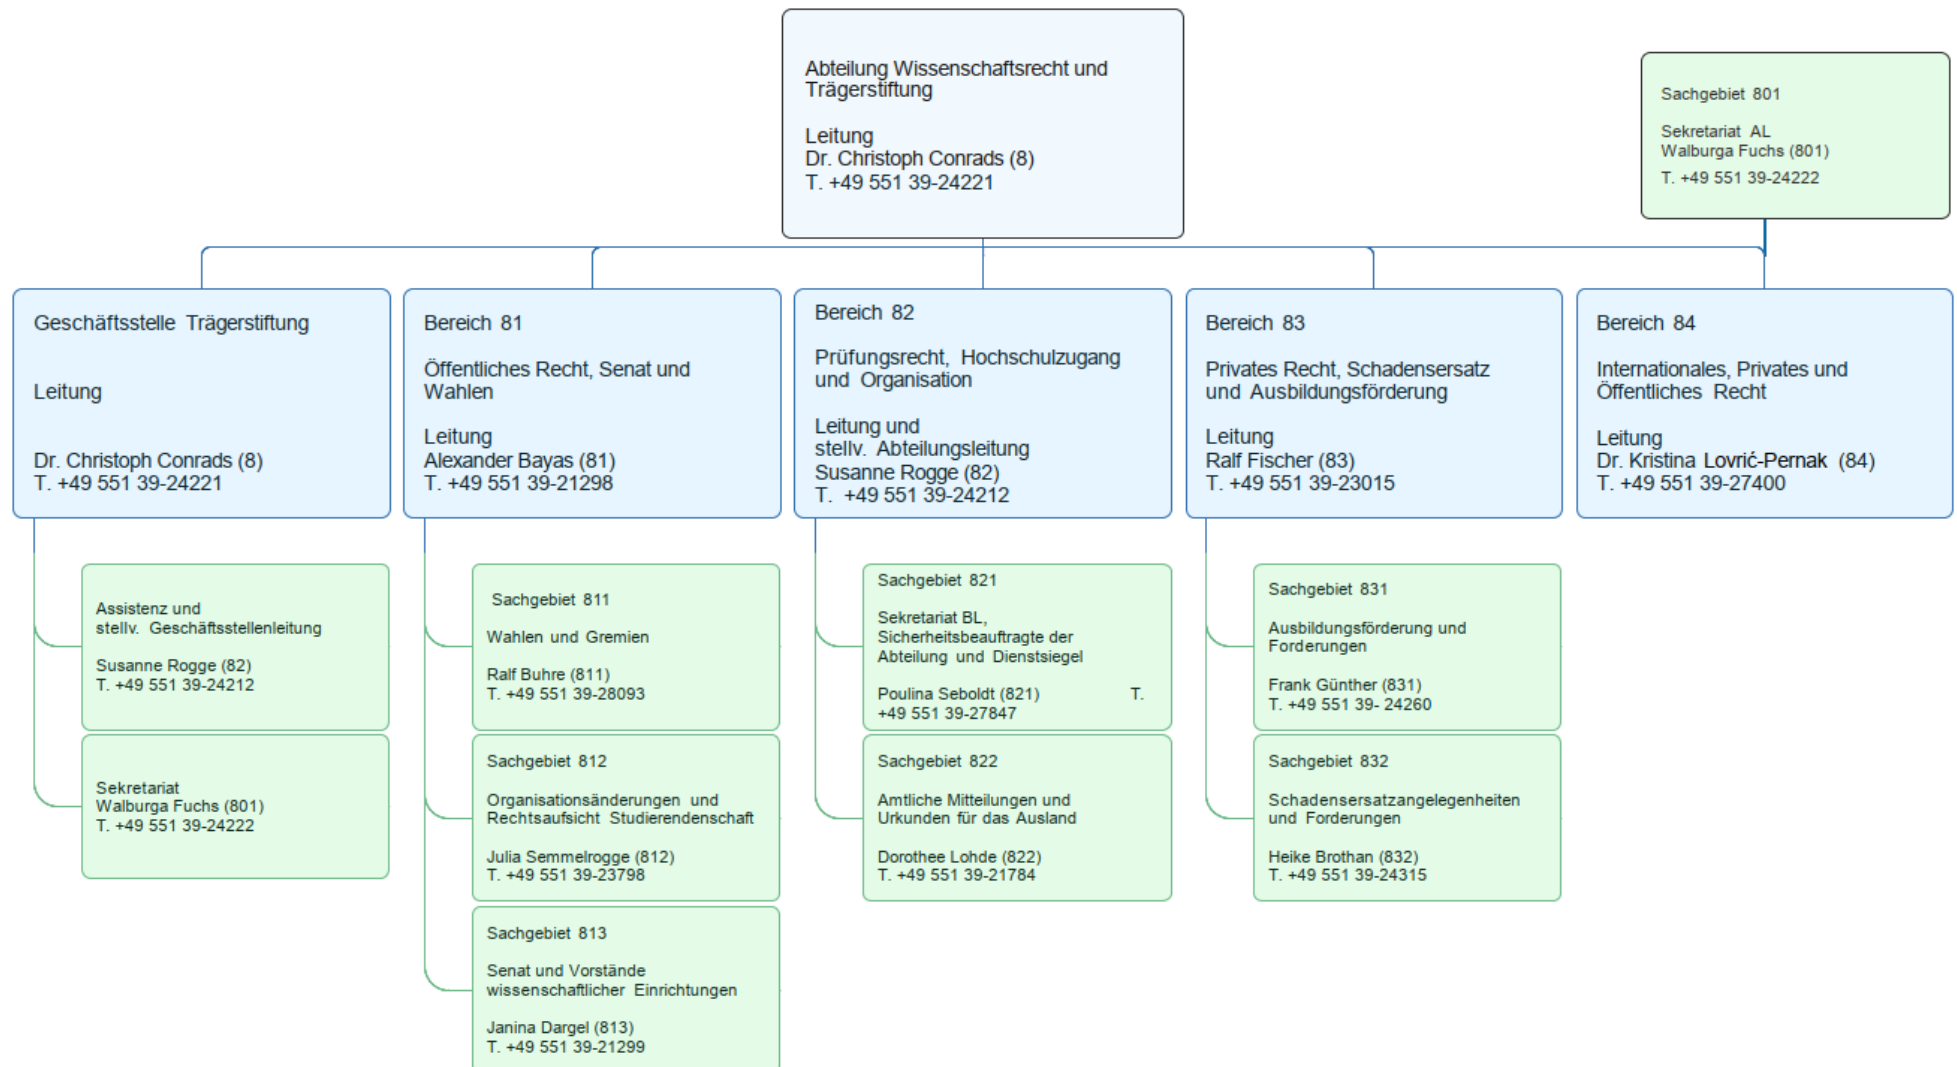 Abteilung Wissenschaftsrecht und
Trägerstiftung
Leitung
Dr. Christoph Conrads (8)
T. +49 551 39-24221
Sachgebiet 801
Sekretariat AL
Walburga Fuchs (801)
T. +49 551 39-24222
Geschäftsstelle Trägerstiftung
Leitung
Dr. Christoph Conrads (8)
T. +49 551 39-24221
Bereich 81
Öffentliches Recht, Senat und
Wahlen
Leitung
Alexander Bayas (81)
T. +49 551 39-21298
Bereich 82
Prüfungsrecht, Hochschulzugang
und Organisation
Leitung und
stellv. Abteilungsleitung
Susanne Rogge (82)
T. +49 551 39-24212
Bereich 83
Privates Recht, Schadensersatz
und Ausbildungsförderung
Leitung
Ralf Fischer (83)
T. +49 551 39-23015
Bereich 84
Internationales, Privates und
Öffentliches Recht
Leitung
Dr. Kristina Lovrić-Pernak (84)
T. +49 551 39-27400
Assistenz und
stellv. Geschäftsstellenleitung
Susanne Rogge (82)
T. +49 551 39-24212
Sekretariat
Walburga Fuchs (801)
T. +49 551 39-24222
Sachgebiet 811
Wahlen und Gremien
Ralf Buhre (811)
T. +49 551 39-28093
Sachgebiet 812
Organisationsänderungen und
Rechtsaufsicht Studierendenschaft
Julia Semmelrogge (812)
T. +49 551 39-23798
Sachgebiet 813
Senat und Vorstände
wissenschaftlicher Einrichtungen
Janina Dargel (813)
T. +49 551 39-21299
Sachgebiet 821
Sekretariat BL,
Sicherheitsbeauftragte der
Abteilung und Dienstsiegel
Poulina Seboldt (821) T.
+49 551 39-27847
Sachgebiet 822
Amtliche Mitteilungen und
Urkunden für das Ausland
Dorothee Lohde (822)
T. +49 551 39-21784
Sachgebiet 831
Ausbildungsförderung und
Forderungen
Frank Günther (831)
T. +49 551 39- 24260
Sachgebiet 832
Schadensersatzangelegenheiten
und Forderungen
Heike Brothan (832)
T. +49 551 39-24315